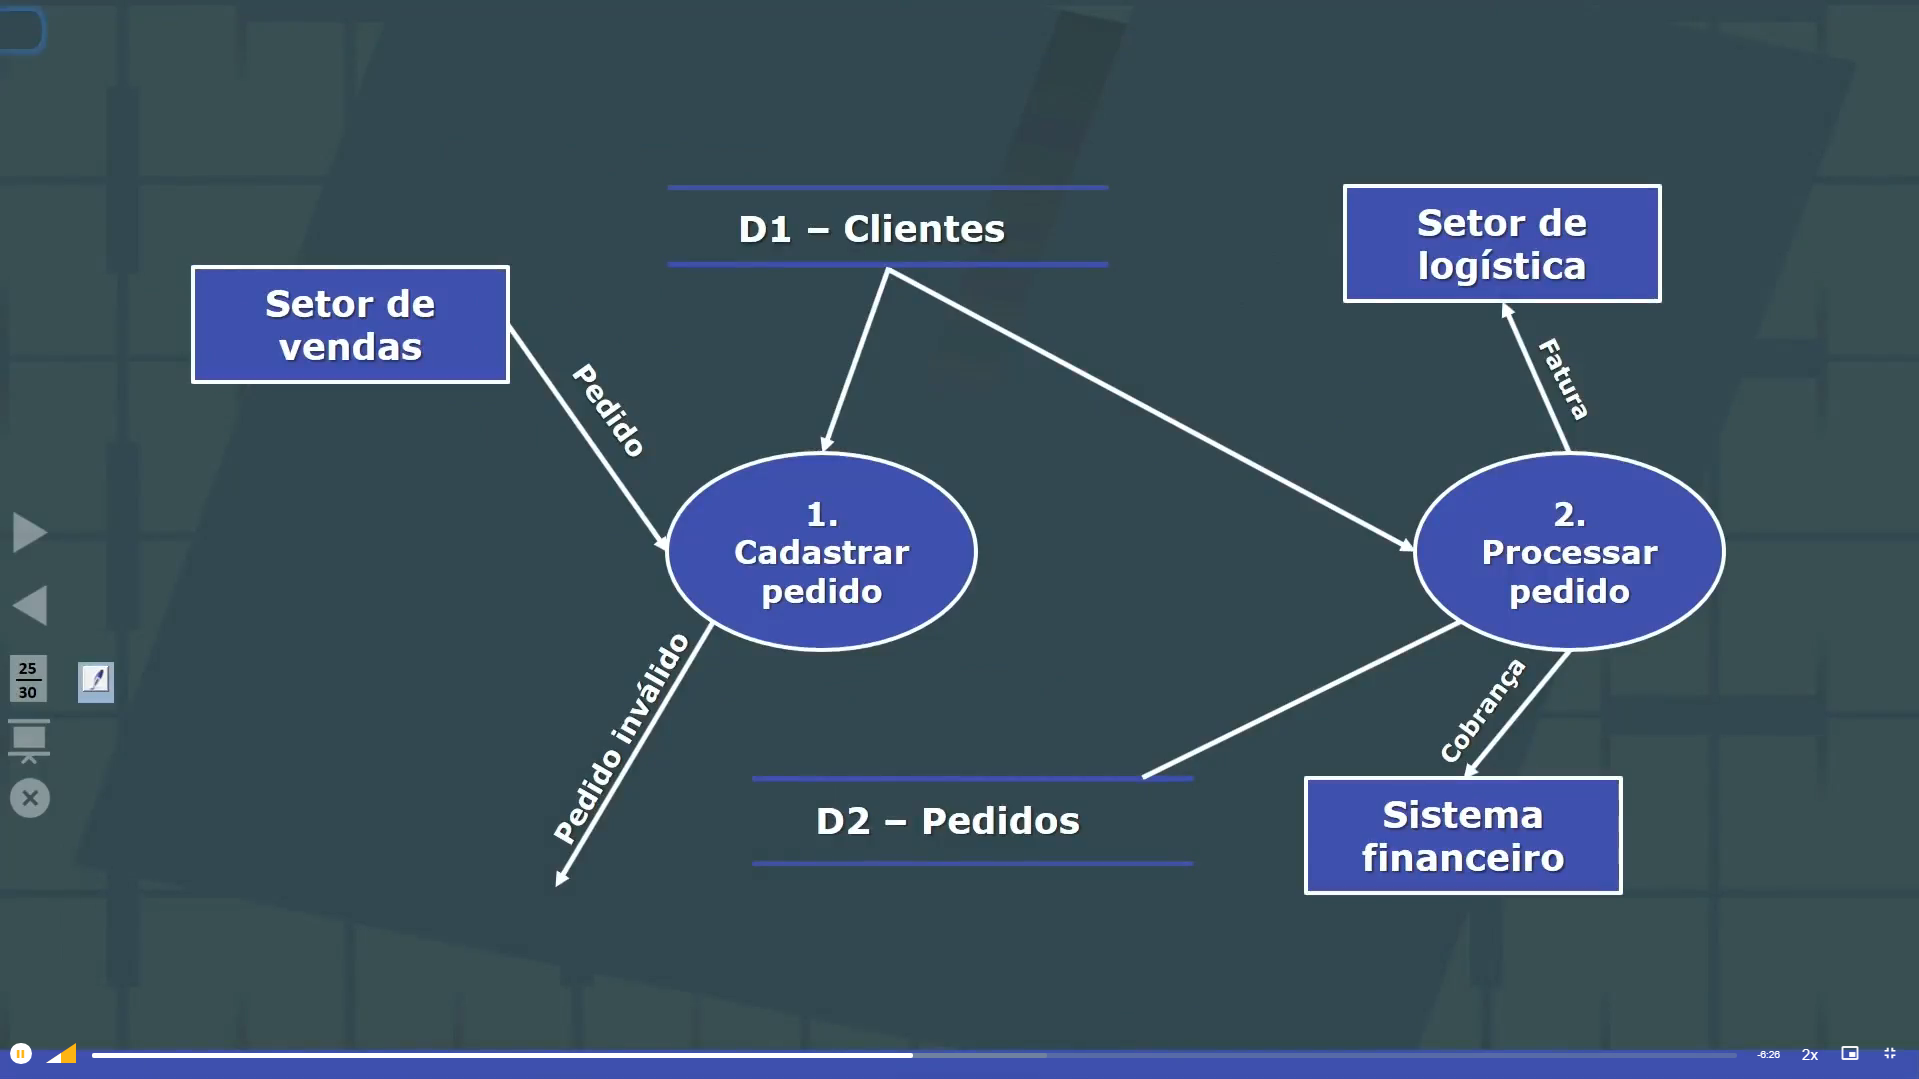 D1 – Clientes
Setor de
logística
Setor de
vendas
Pedido
Fatura
1.
Cadastrar
pedido
2.
Processar
pedido
Pedido inválido
Cobrança
25
30
D2 – Pedidos
Sistema
financeiro
-6:26
2x